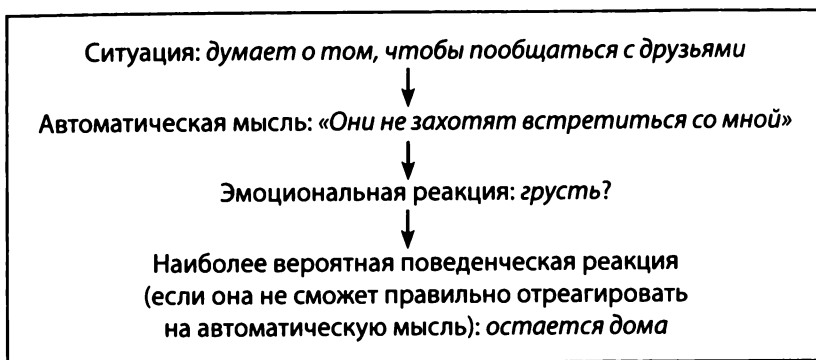 Ситуация: думает о том, чтобы пообщаться с друзьями
Автоматическая мысль: «Они не захотят встретиться со мной»
Эмоциональная реакция: грусть?
Наиболее вероятная поведенческая реакция
(если она не сможет правильно отреагировать
на автоматическую мысль): остается дома